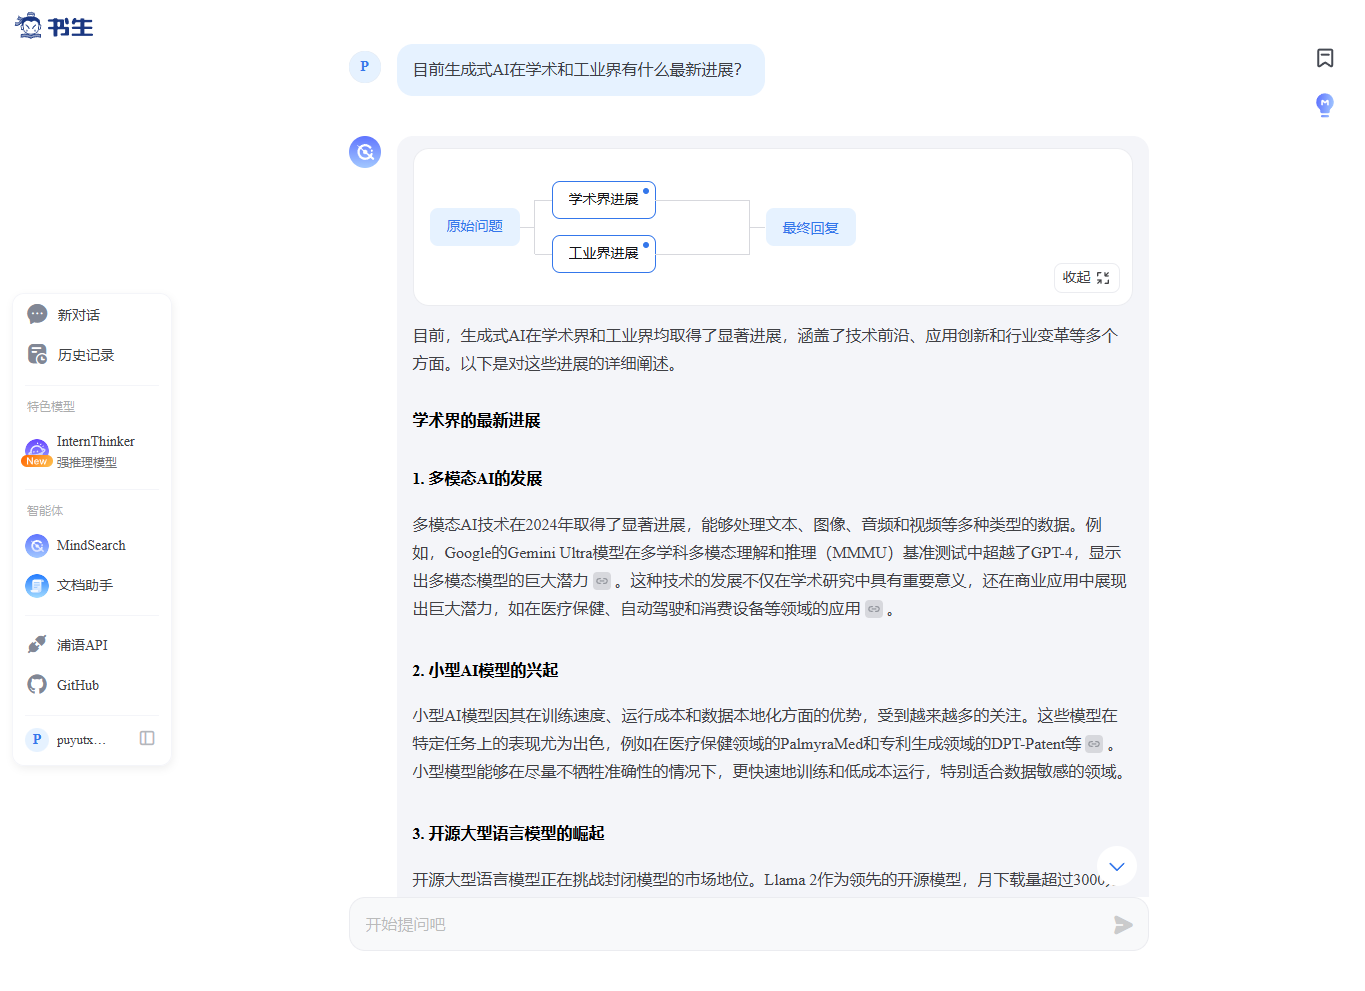 书生
P
目前生成式AI在学术和工业界有什么最新进展?
原始问题
学术界进展
工业界进展
最终回复
收起
目前，生成式AI在学术界和工业界均取得了显著进展，涵盖了技术前沿、应用创新和行业变革等多个
方面。以下是对这些进展的详细阐述。
学术界的最新进展
1. 多模态AI的发展
多模态AI技术在2024年取得了显著进展，能够处理文本、图像、音频和视频等多种类型的数据。例
如，Google的Gemini Ultra模型在多学科多模态理解和推理（MMMU）基准测试中超越了GPT-4，显示
出多模态模型的巨大潜力 。这种技术的发展不仅在学术研究中具有重要意义，还在商业应用中展现
出巨大潜力，如在医疗保健、自动驾驶和消费设备等领域的应用 。
2. 小型AI模型的兴起
小型AI模型因其在训练速度、运行成本和数据本地化方面的优势，受到越来越多的关注。这些模型在
特定任务上的表现尤为出色，例如在医疗保健领域的PalmyraMed和专利生成领域的DPT-Patent等 。
小型模型能够在尽量不牺牲准确性的情况下，更快速地训练和低成本运行，特别适合数据敏感的领域。
3. 开源大型语言模型的崛起
开源大型语言模型正在挑战封闭模型的市场地位。Llama 2作为领先的开源模型，月下载量超过3000
开始提问吧
新对话
历史记录
特色模型
InternThinker
New
强推理模型
智能体
MindSearch
文档助手
浦语API
GitHub
P
puyutx...
M